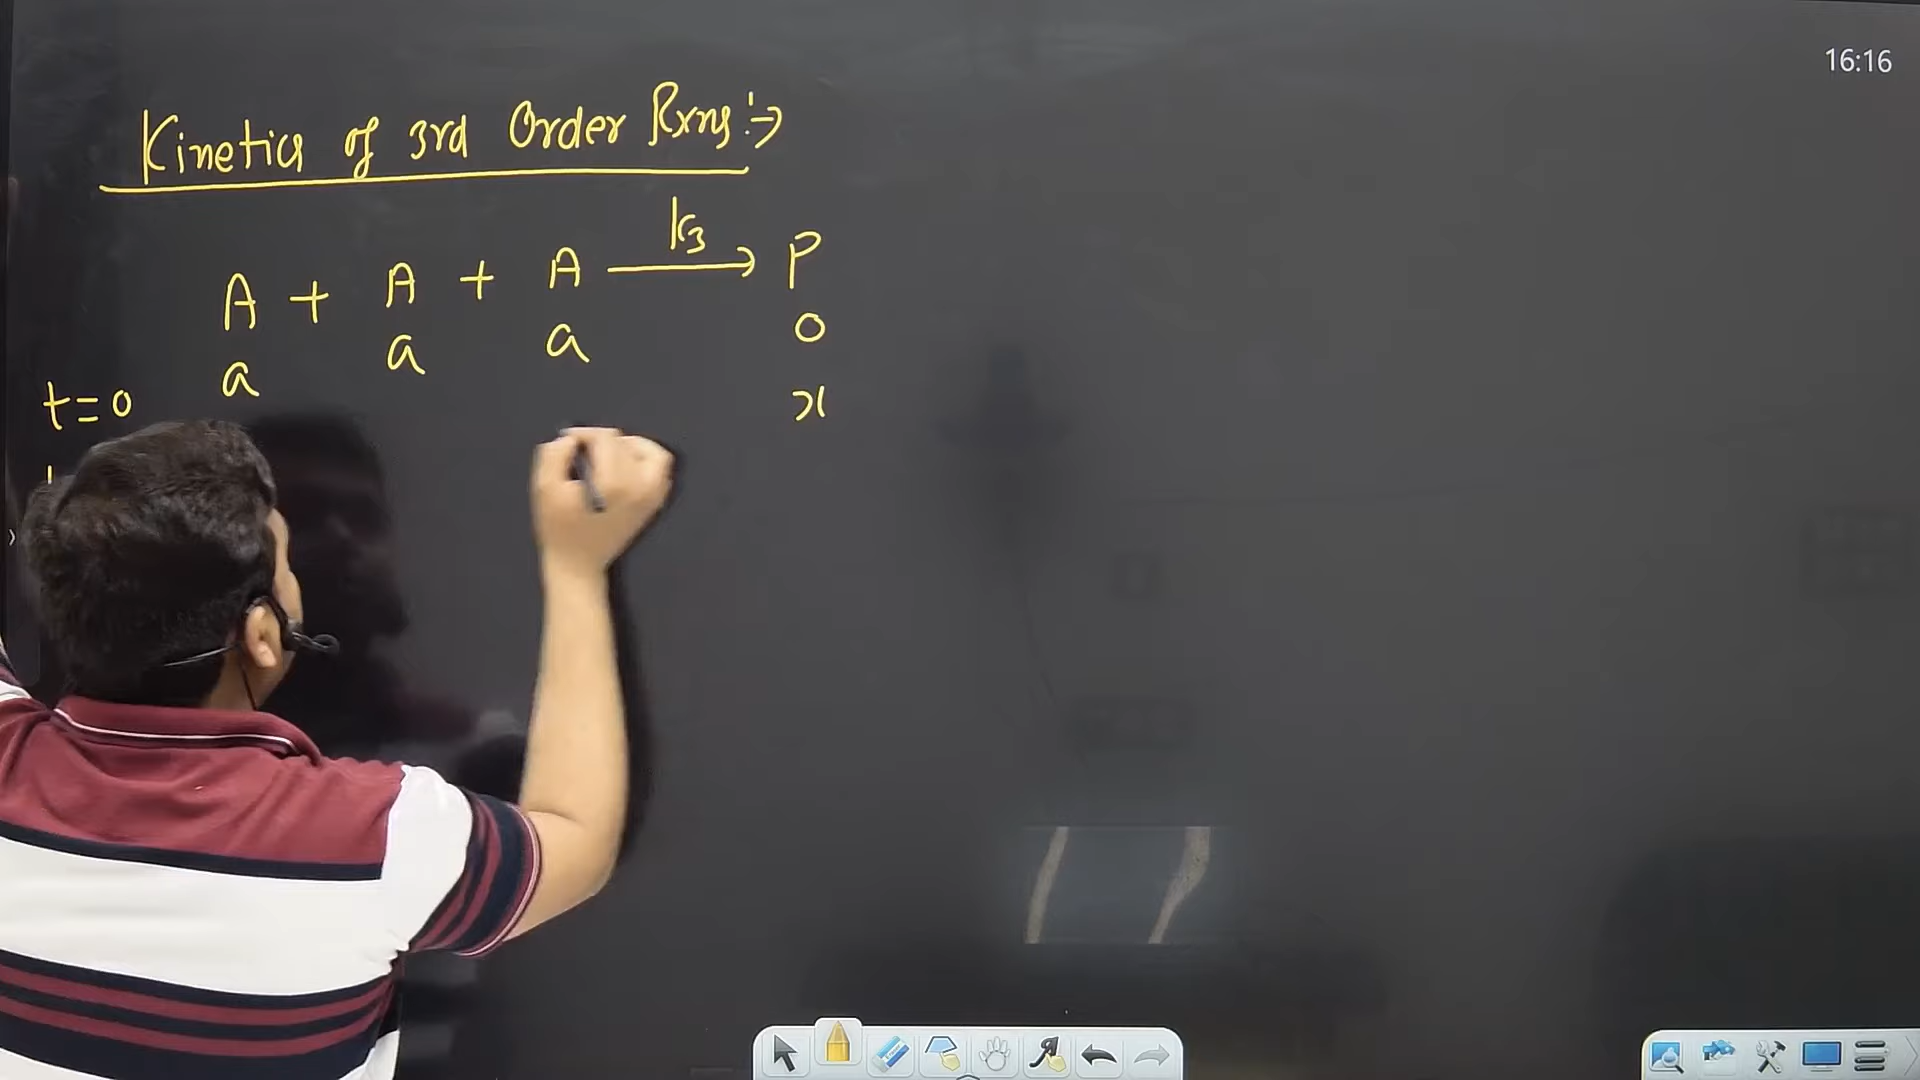 16:16
Kinetics of 3rd Order Rxns :→
A + A + A —k3→ P
a a a 0
t=0
x